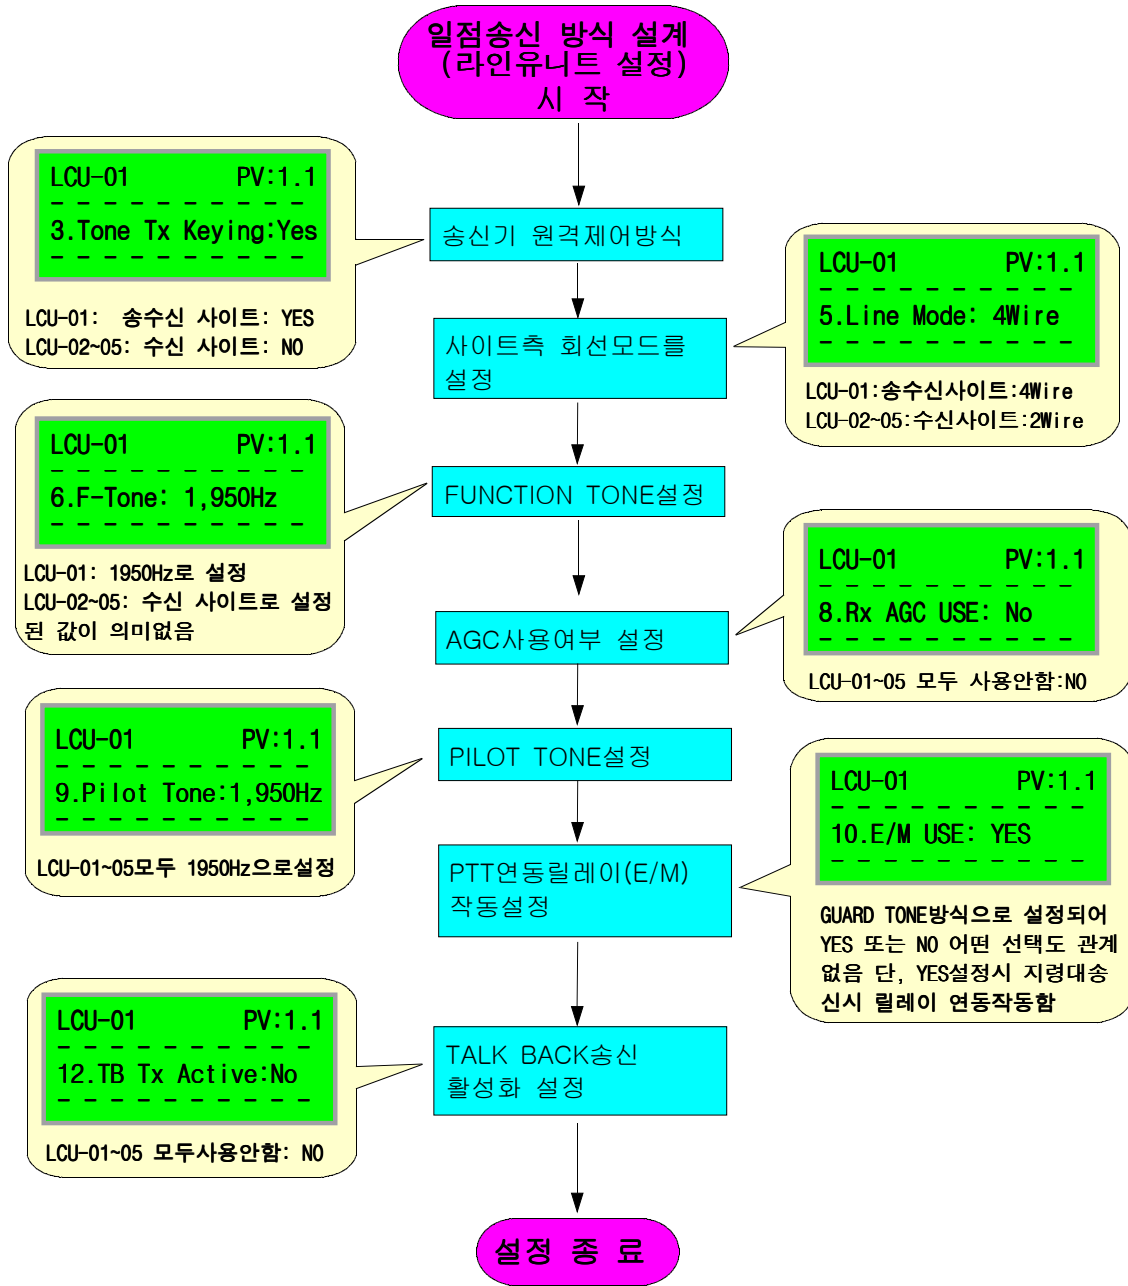 일점송신 방식 설계
(라인유니트 설정)
시 작
LCU-01 PV:1.1
3.Tone Tx Keying:Yes
LCU-01: 송수신 사이트: YES
LCU-02~05: 수신 사이트: NO
송신기 원격제어방식
LCU-01 PV:1.1
5.Line Mode: 4Wire
LCU-01:송수신사이트:4Wire
LCU-02~05:수신사이트:2Wire
사이트측 회선모드를
설정
LCU-01 PV:1.1
6.F-Tone: 1,950Hz
LCU-01: 1950Hz로 설정
LCU-02~05: 수신 사이트로 설정
된 값이 의미없음
FUNCTION TONE설정
LCU-01 PV:1.1
8.Rx AGC USE: No
LCU-01~05 모두 사용안함:NO
AGC사용여부 설정
LCU-01 PV:1.1
9.Pilot Tone:1,950Hz
LCU-01~05모두 1950Hz으로설정
PILOT TONE설정
LCU-01 PV:1.1
10.E/M USE: YES
GUARD TONE방식으로 설정되어
YES 또는 NO 어떤 선택도 관계
없음 단, YES설정시 지령대송
신시 릴레이 연동작동함
PTT연동릴레이(E/M)
작동설정
LCU-01 PV:1.1
12.TB Tx Active:No
LCU-01~05 모두사용안함: NO
TALK BACK송신
활성화 설정
설정 종 료